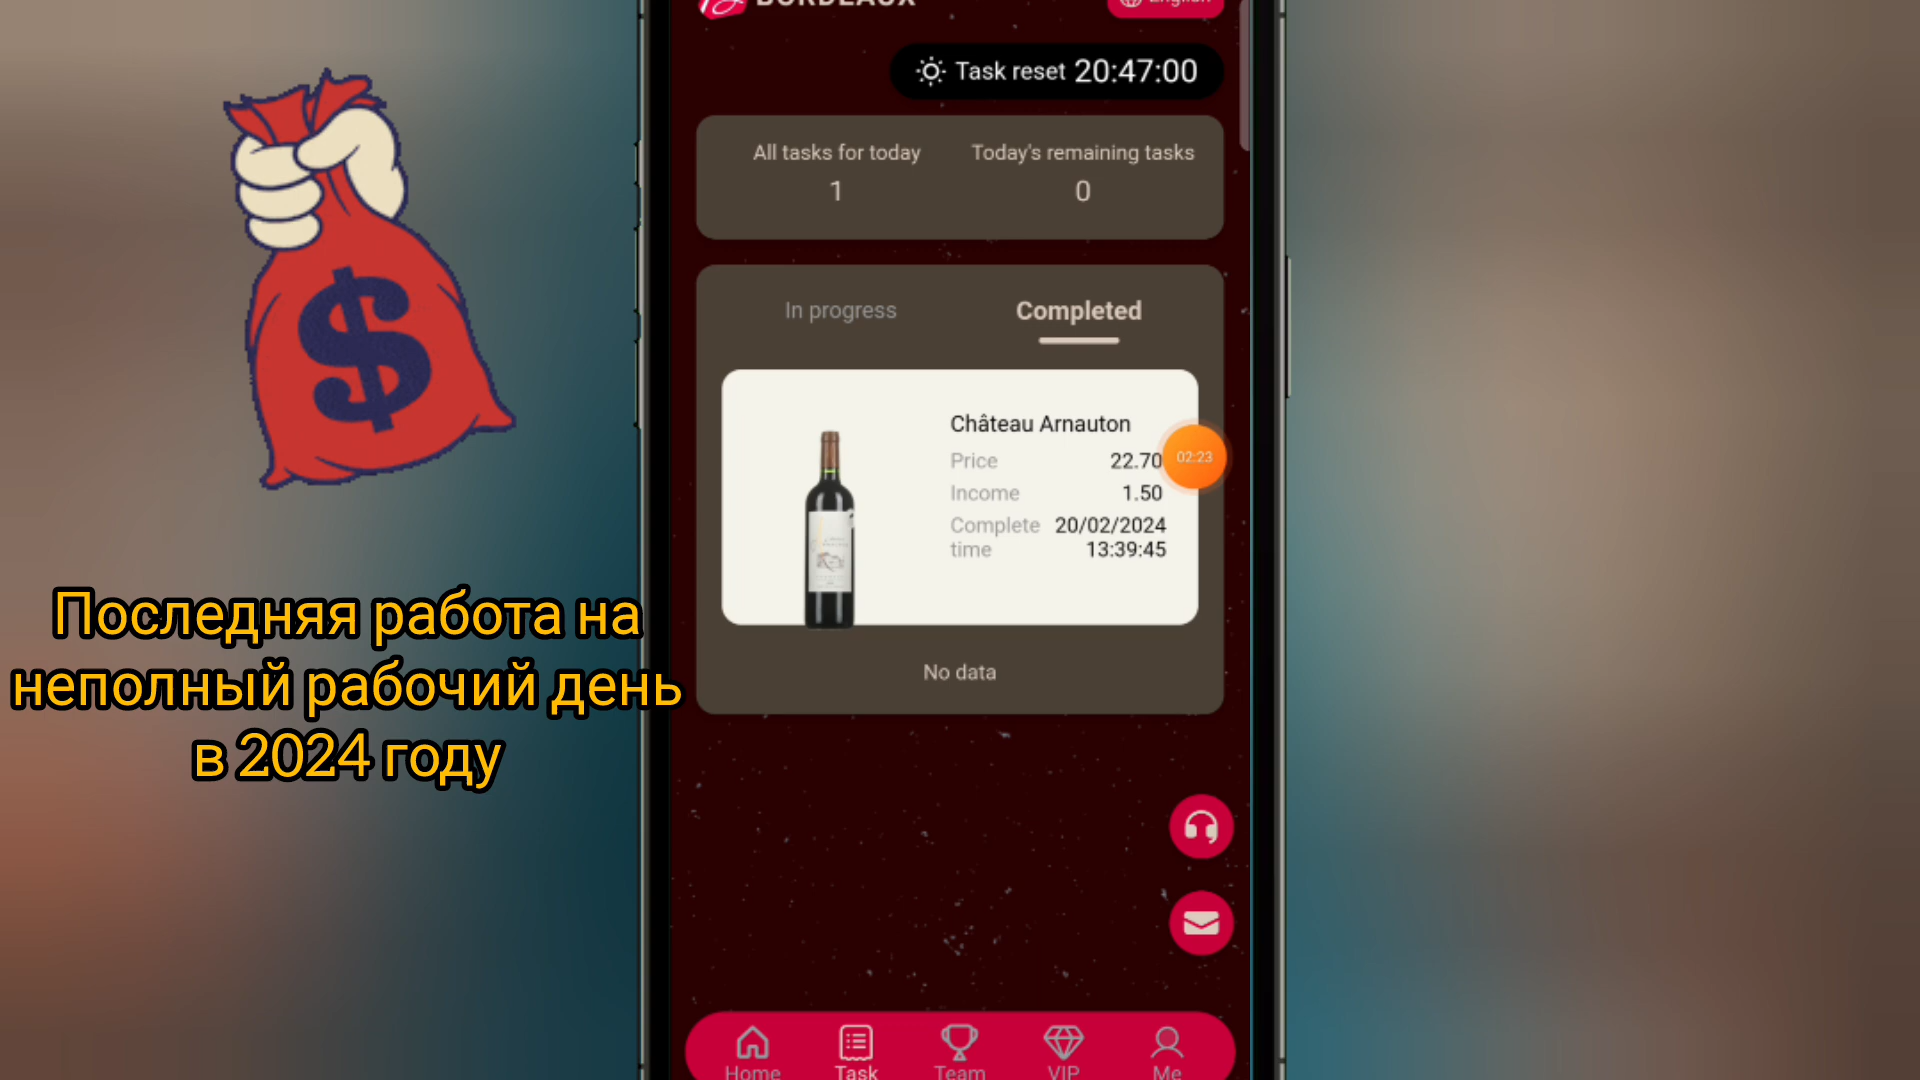 BORDEAUX
English
Task reset 20:47:00
All tasks for today
Today's remaining tasks
1
0
In progress
Completed
Château Arnauton
Price 22.70
02:23
Income 1.50
Complete 20/02/2024
time 13:39:45
No data
Последняя работа на
неполный рабочий день
в 2024 году
$
Home
Task
Team
VIP
Me